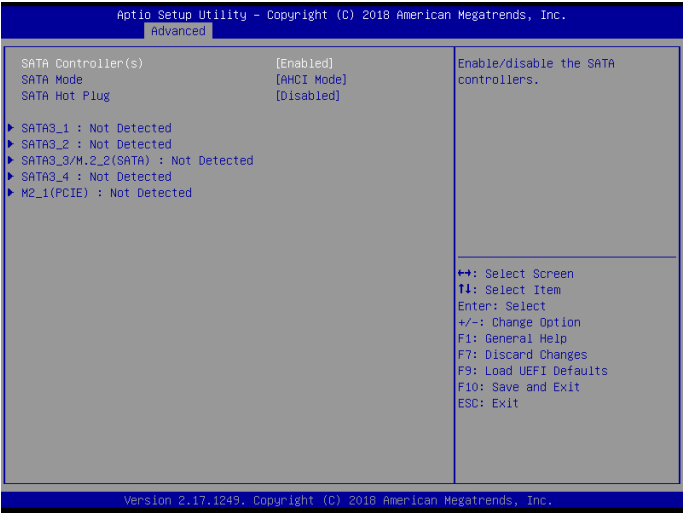 Aptio Setup Utility – Copyright (C) 2018 American Megatrends, Inc.
Advanced
SATA Controller(s) [Enabled]
SATA Mode [AHCI Mode]
SATA Hot Plug [Disabled]
SATA3_1 : Not Detected
SATA3_2 : Not Detected
SATA3_3/M.2_2(SATA) : Not Detected
SATA3_4 : Not Detected
M2_1(PCIE) : Not Detected
Enable/disable the SATA
controllers.
↔: Select Screen
↑↓: Select Item
Enter: Select
+/-: Change Option
F1: General Help
F7: Discard Changes
F9: Load UEFI Defaults
F10: Save and Exit
ESC: Exit
Version 2.17.1249. Copyright (C) 2018 American Megatrends, Inc.